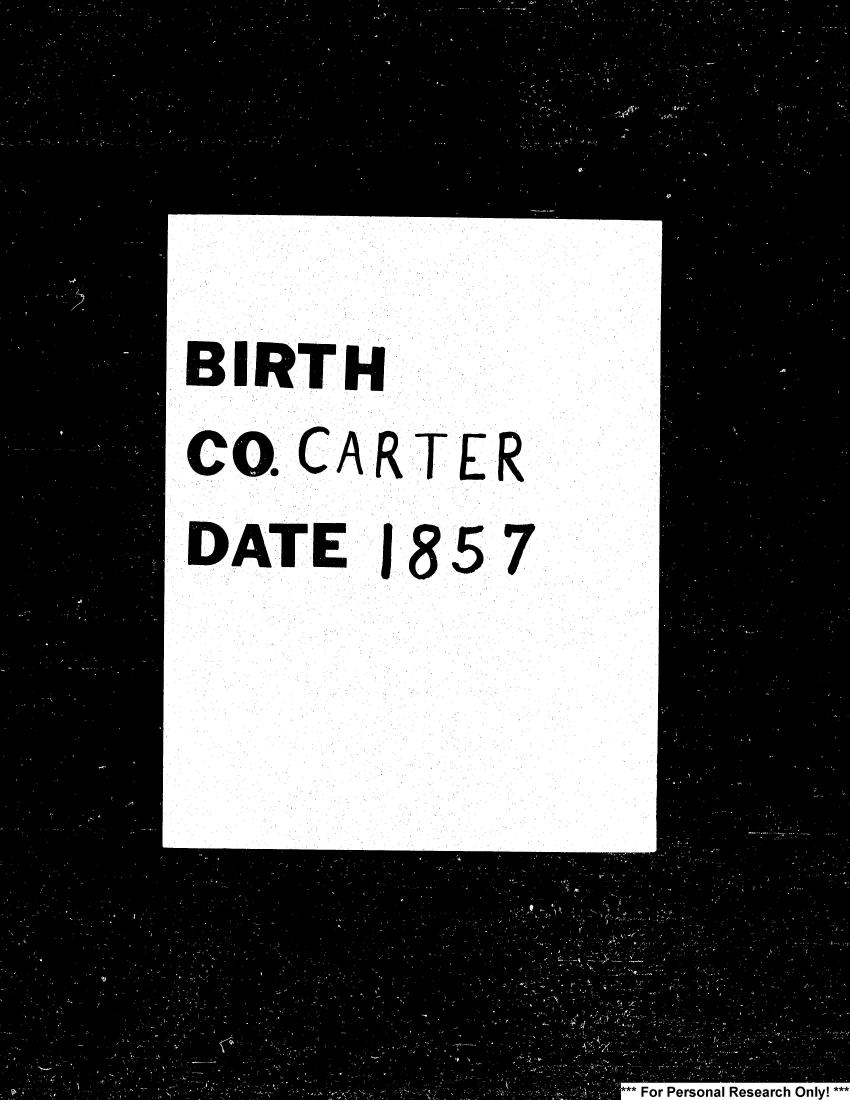 BIRTH
CO. CARTER
DATE 1857
*** For Personal Research Only! ***